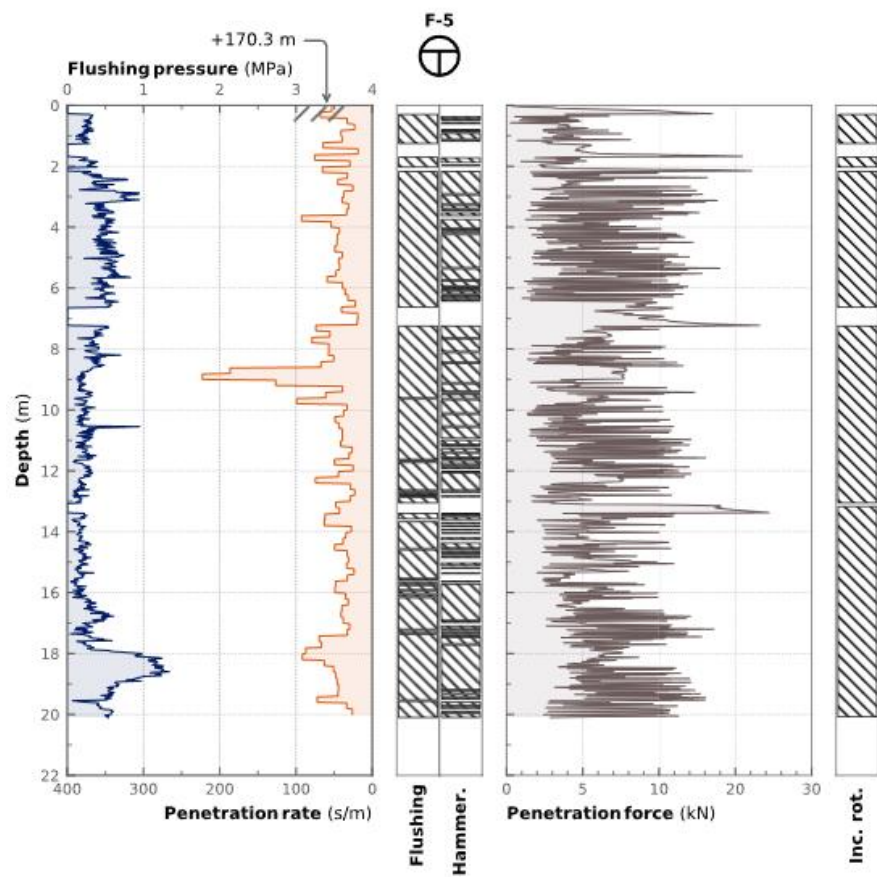 F-5
+170.3 m
Flushing pressure (MPa)
0 1 2 3 4
0
2
4
6
8
10
12
14
16
18
20
22
Depth (m)
400 300 200 100 0
Penetration rate (s/m)
Flushing
Hammer.
0 5 10 20 30
Penetration force (kN)
Inc. rot.